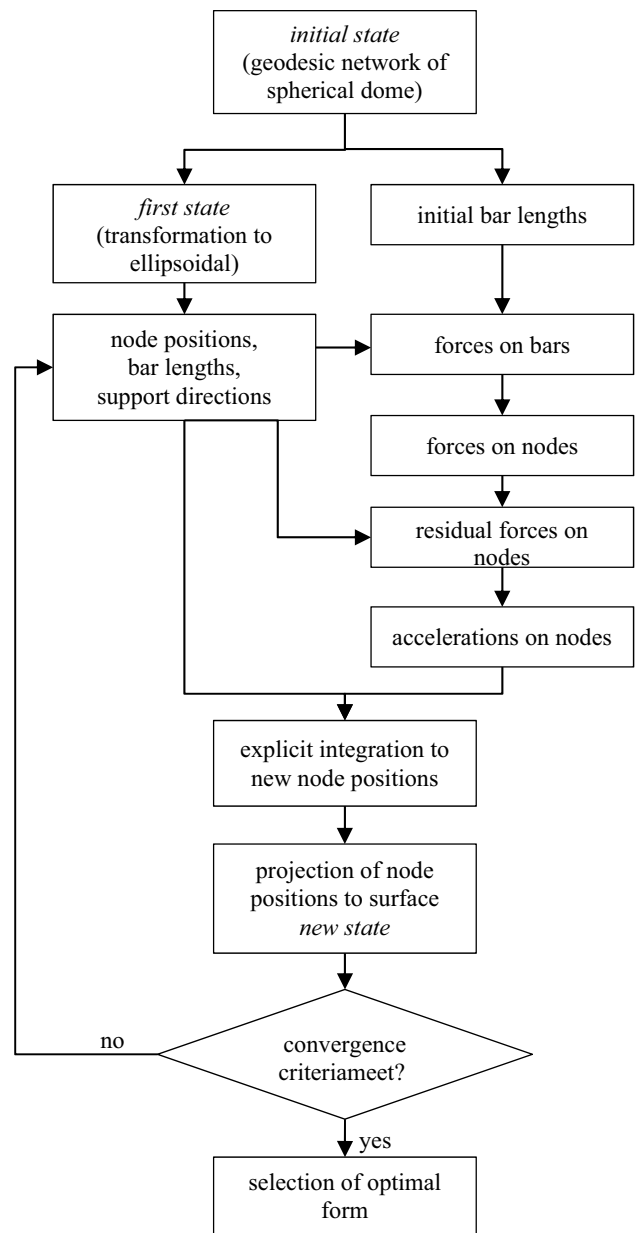 initial state
(geodesic network of
spherical dome)
first state
(transformation to
ellipsoidal)
initial bar lengths
node positions,
bar lengths,
support directions
forces on bars
forces on nodes
residual forces on
nodes
accelerations on nodes
explicit integration to
new node positions
projection of node
positions to surface
new state
no
convergence
criteriameet?
yes
selection of optimal
form